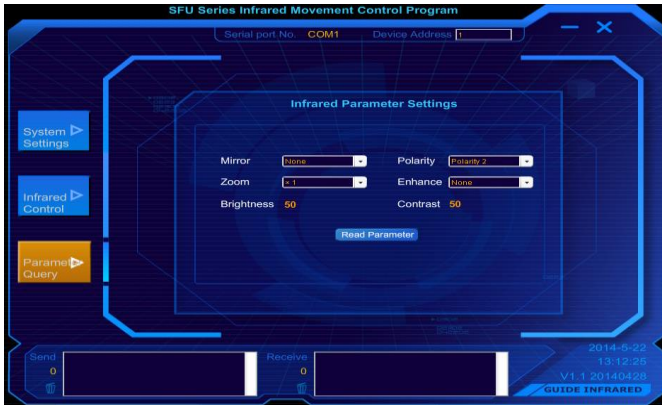 SFU Series Infrared Movement Control Program
Serial port No. COM1 Device Address 1
Infrared Parameter Settings
System
Settings
Mirror None Polarity Polarity 2
Zoom × 1 Enhance None
Infrared
Control
Brightness 50 Contrast 50
Read Parameter
Parameter
Query
Send
0
Receive
0
2014-5-22
13:12:25
V1.1 20140428
GUIDE INFRARED